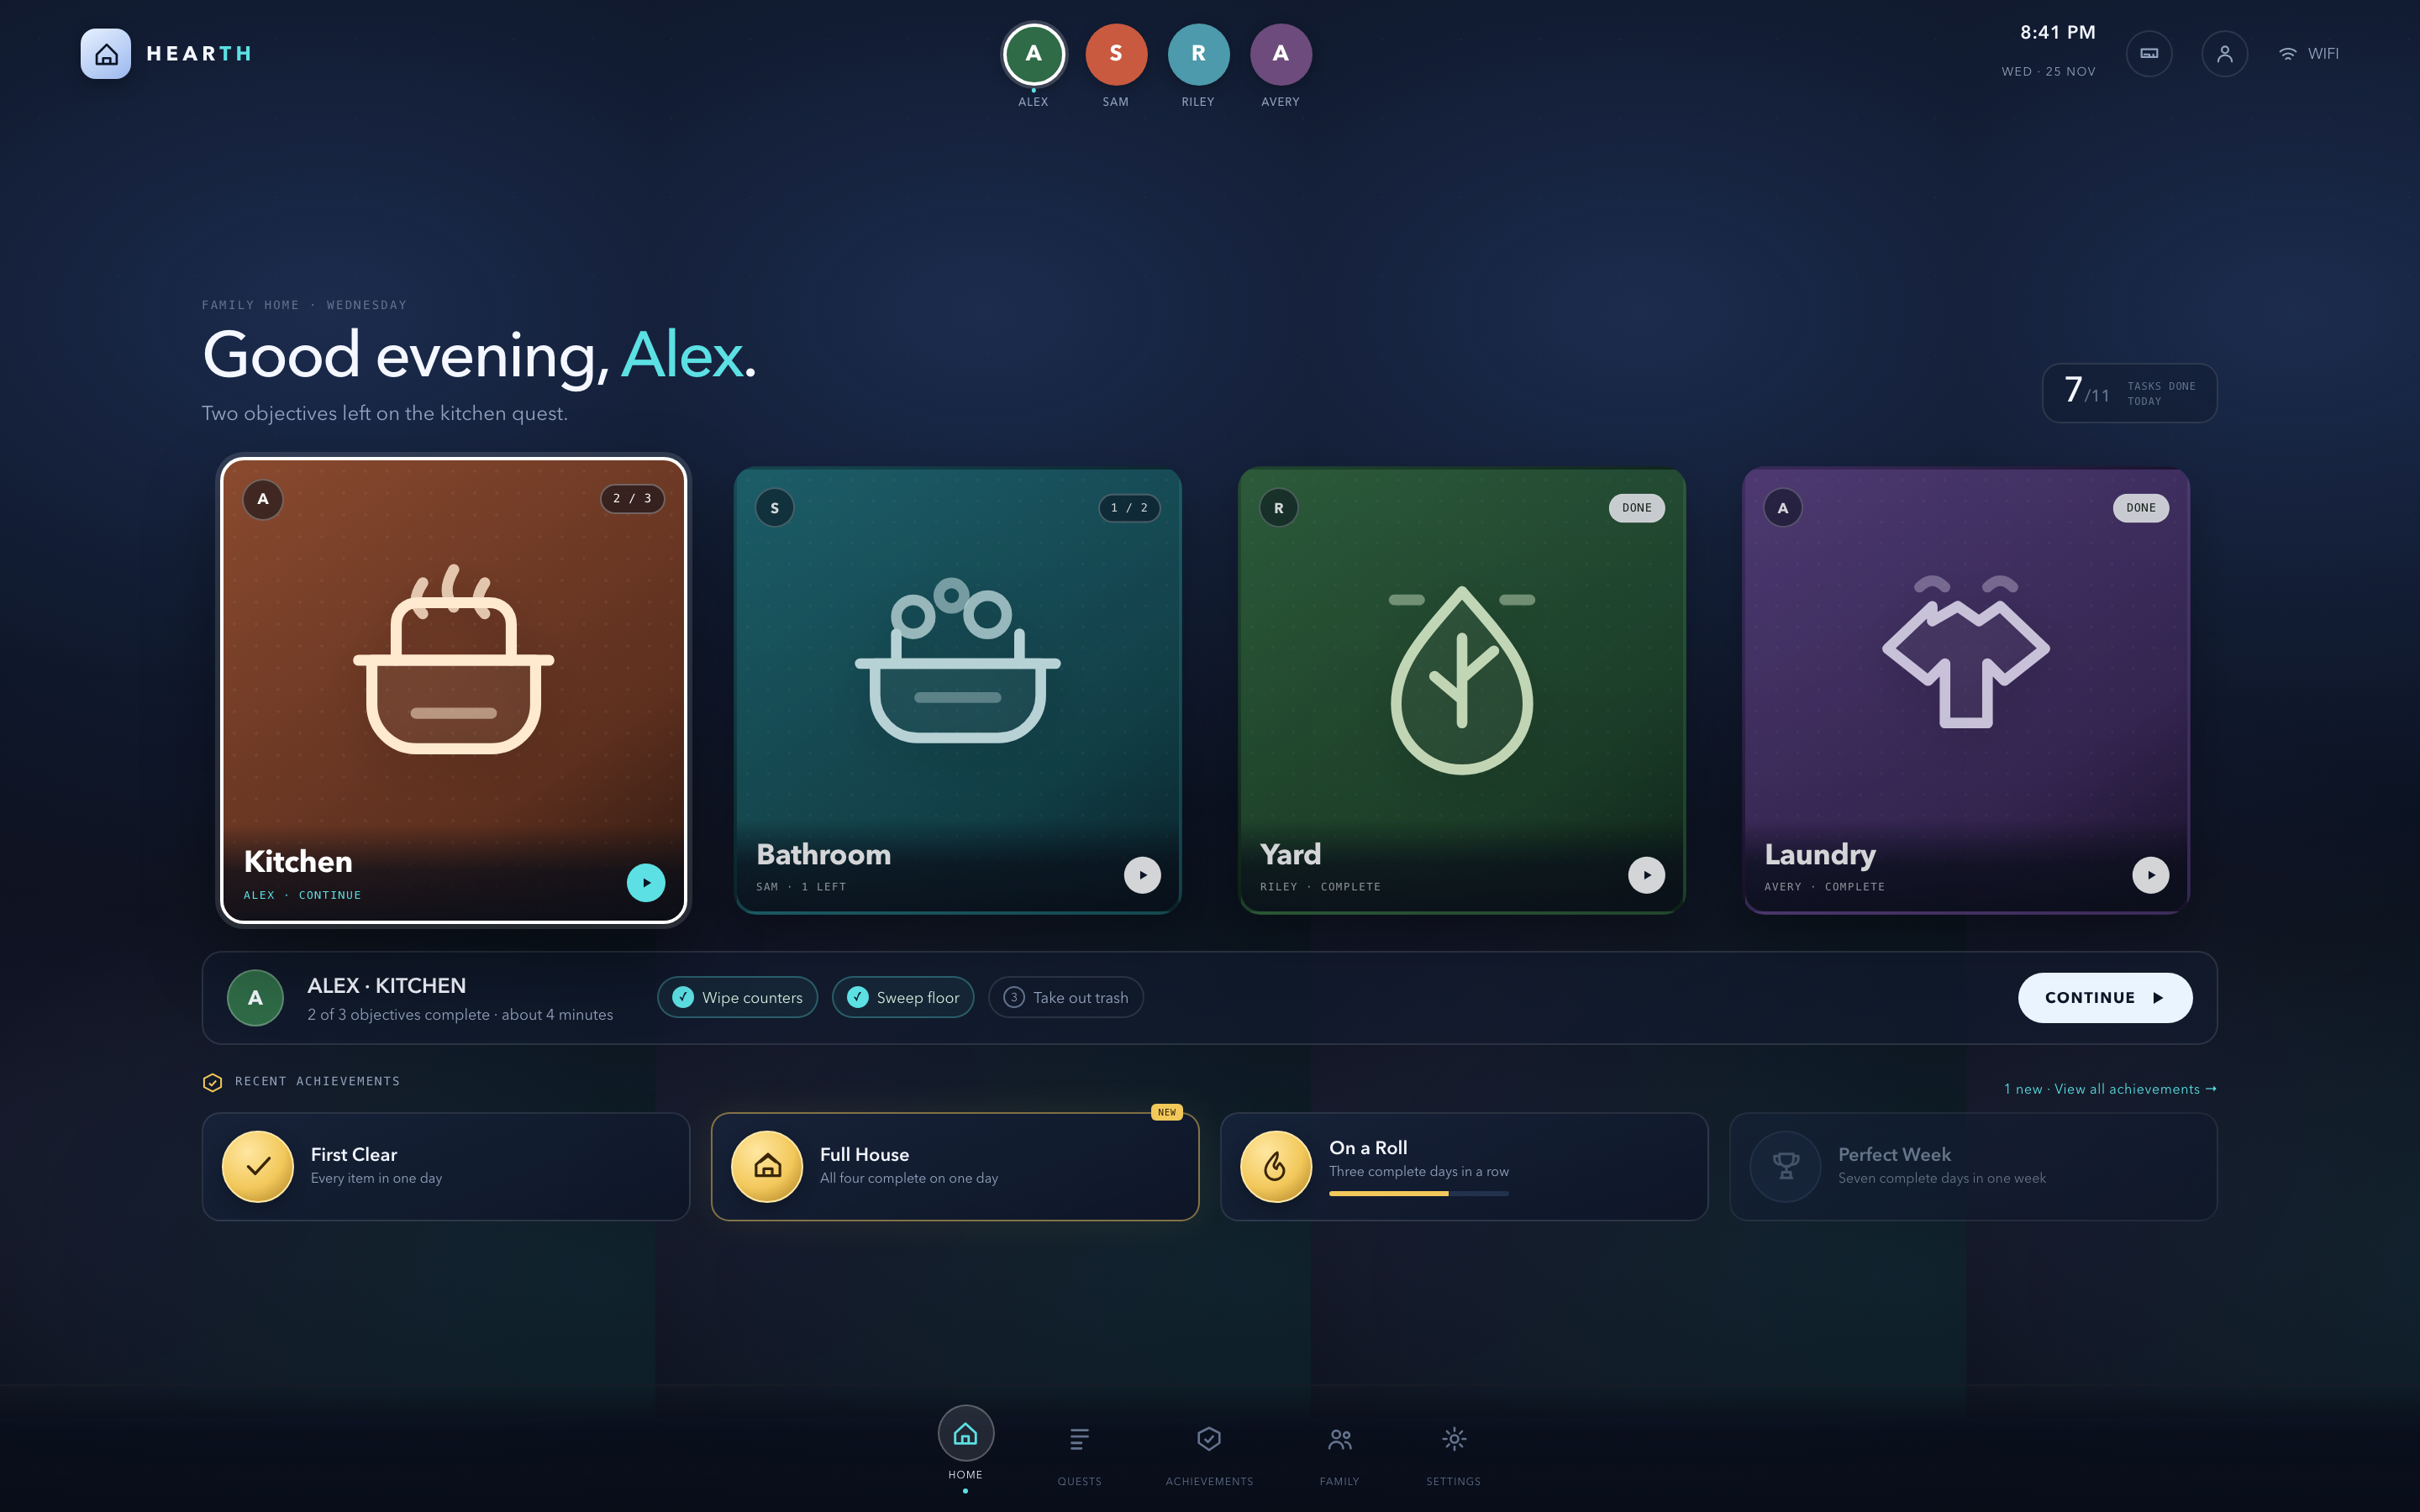 HEARTH
A
S
R
A
ALEX
SAM
RILEY
AVERY
8:41 PM
WED · 25 NOV
WIFI
FAMILY HOME · WEDNESDAY
Good evening, Alex.
Two objectives left on the kitchen quest.
7/11
TASKS DONE
TODAY
A
2 / 3
Kitchen
ALEX · CONTINUE
S
1 / 2
Bathroom
SAM · 1 LEFT
R
DONE
Yard
RILEY · COMPLETE
A
DONE
Laundry
AVERY · COMPLETE
A
ALEX · KITCHEN
2 of 3 objectives complete · about 4 minutes
Wipe counters
Sweep floor
3 Take out trash
CONTINUE
RECENT ACHIEVEMENTS
1 new · View all achievements →
First Clear
Every item in one day
NEW
Full House
All four complete on one day
On a Roll
Three complete days in a row
Perfect Week
Seven complete days in one week
HOME
QUESTS
ACHIEVEMENTS
FAMILY
SETTINGS